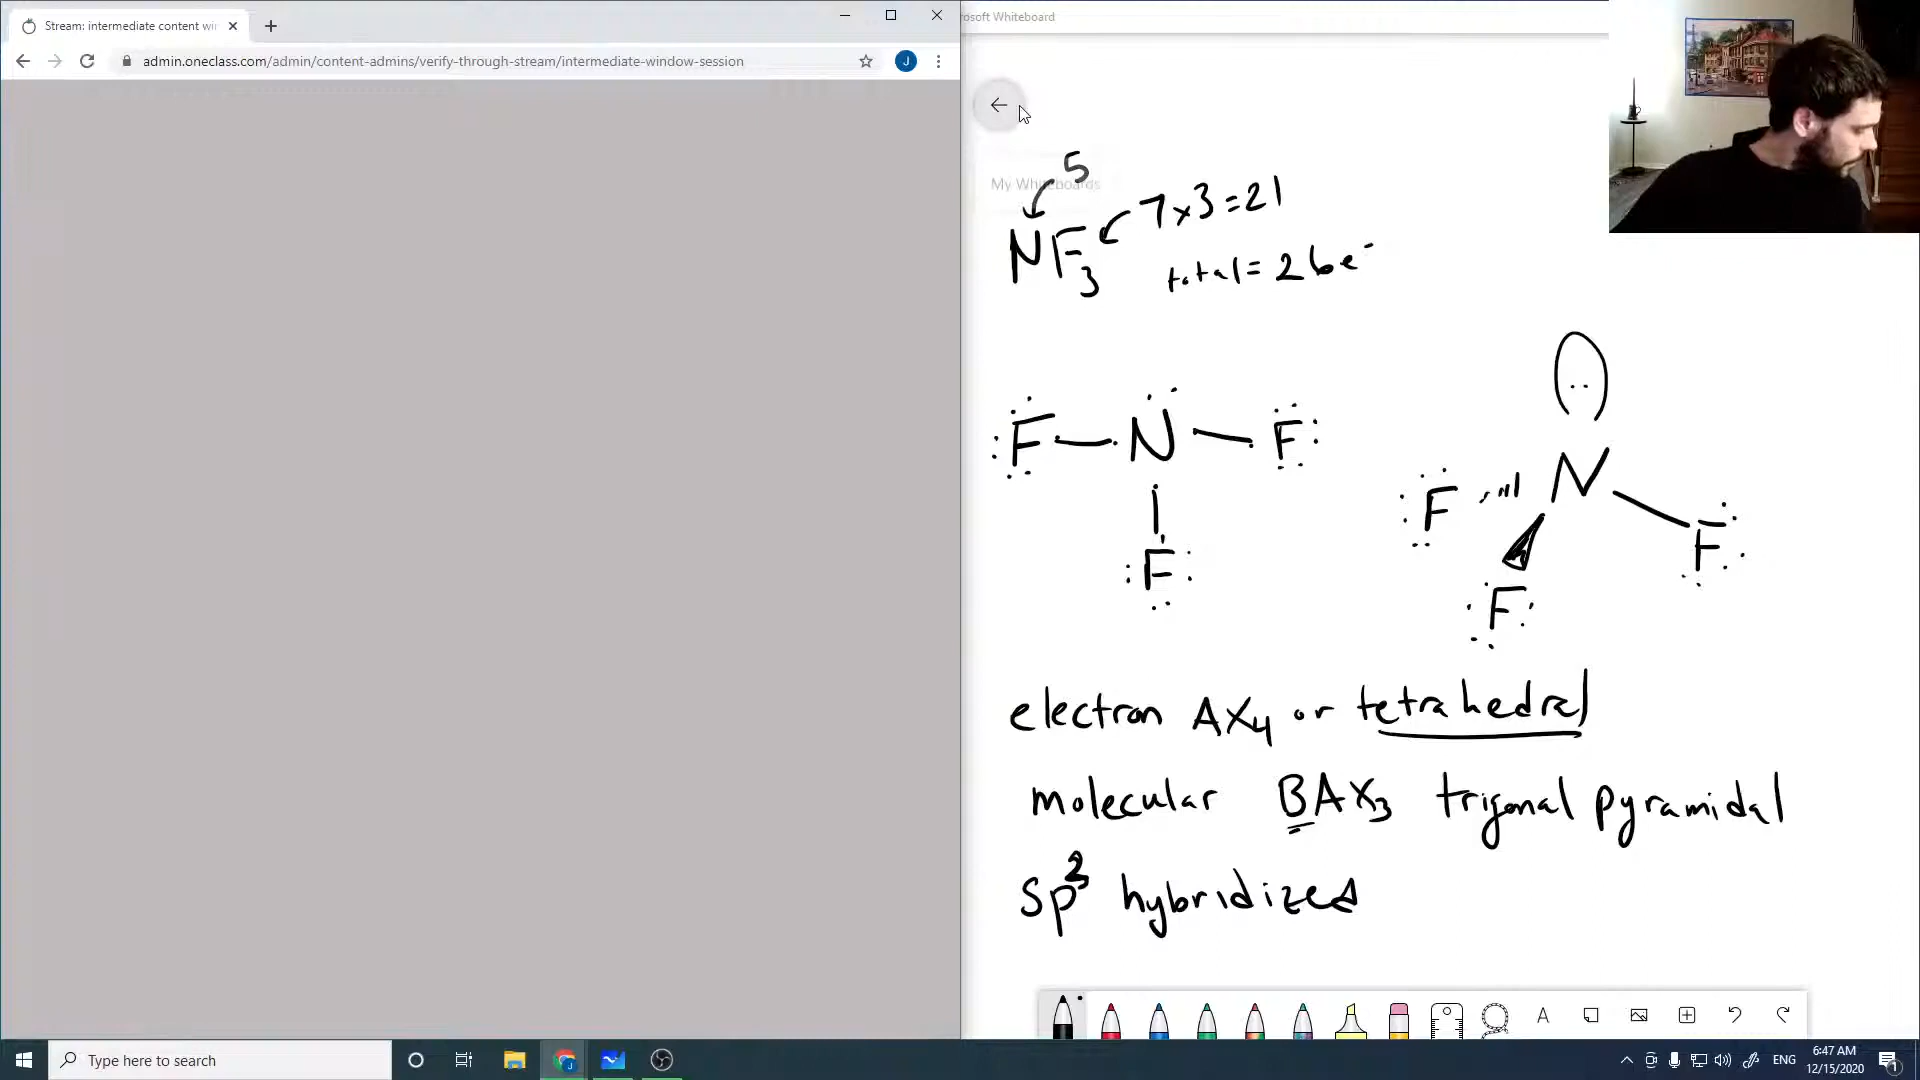 Stream: intermediate content wi
osoft Whiteboard
admin.oneclass.com/admin/content-admins/verify-through-stream/intermediate-window-session
J
My Whiteboards
5
7x3=21
NF3
total=26e-
F N F
F
N
F
F
F
electron AX4 or tetrahedral
molecular BAX3 trigonal pyramidal
hybridized
A
Type here to search
J
ENG
6:47 AM
12/15/2020
1